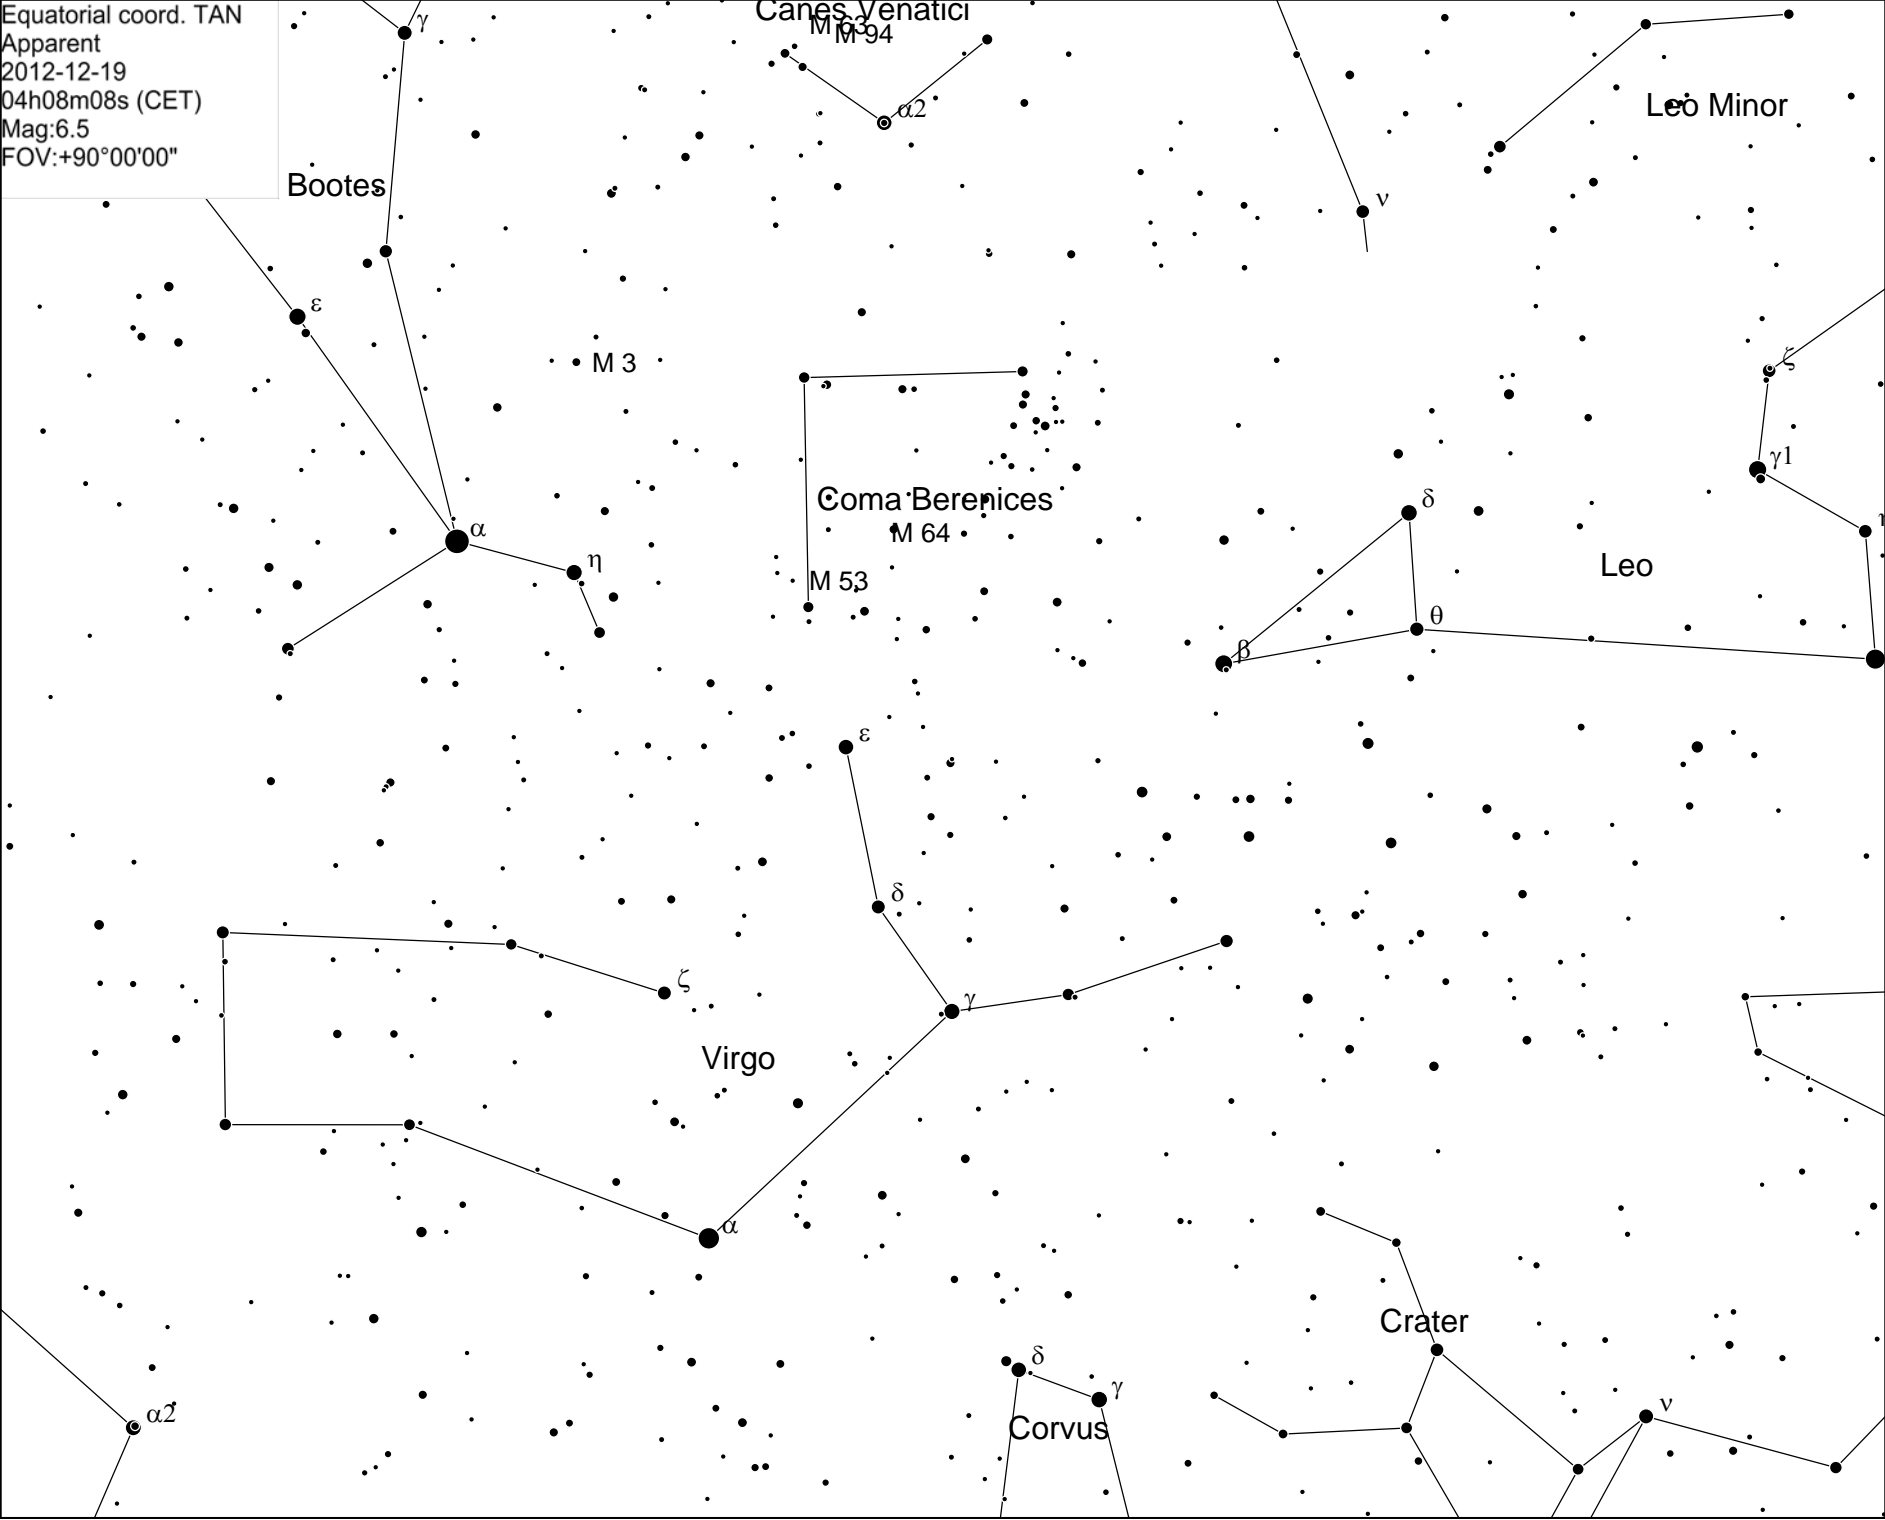 Equatorial coord. TAN
Apparent
2012-12-19
04h08m08s (CET)
Mag:6.5
FOV:+90°00'00"
γ
Canes Venatici
M 63
M 94
α2
Leo Minor
Bootes
ν
ε
M 3
ζ
γ1
Coma Berenices
δ
η
α
M 64
η
Leo
M 53
θ
β
ε
δ
ζ
γ
Virgo
α
Crater
δ
γ
ν
α2
Corvus